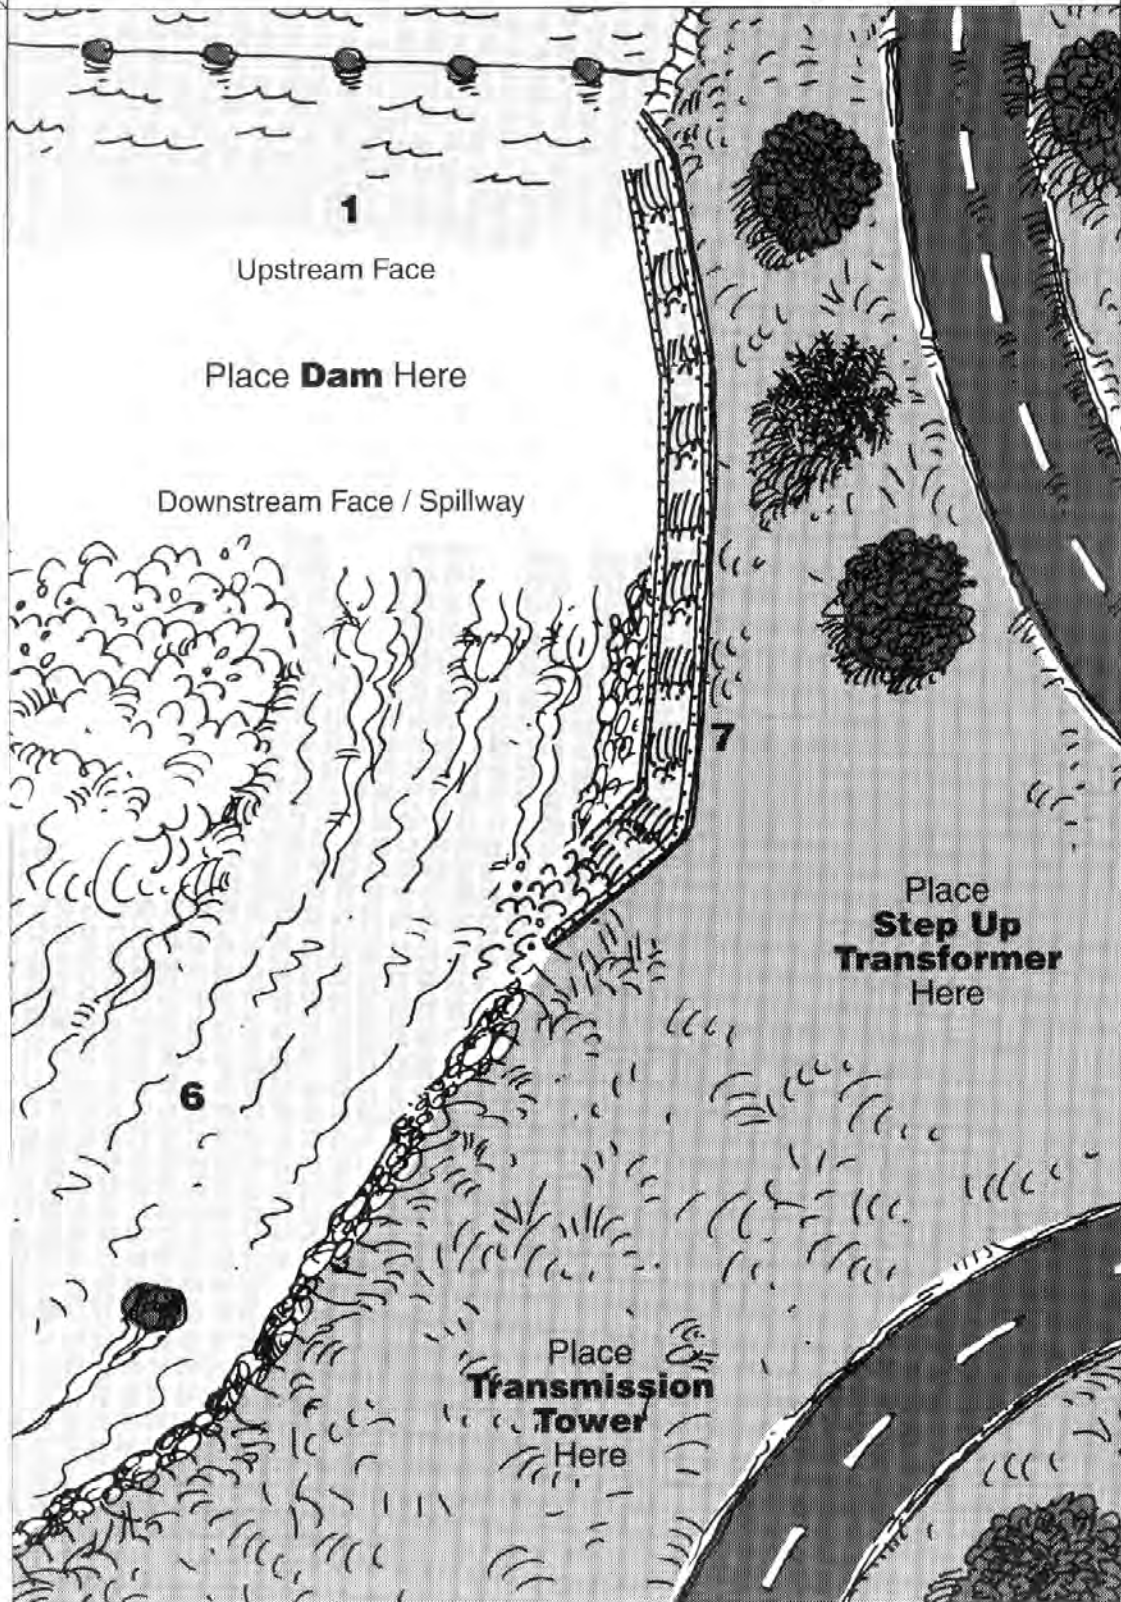 1
Upstream Face
Place Dam Here
Downstream Face / Spillway
7
Place
Step Up
Transformer
Here
6
Place
Transmission
Tower
Here